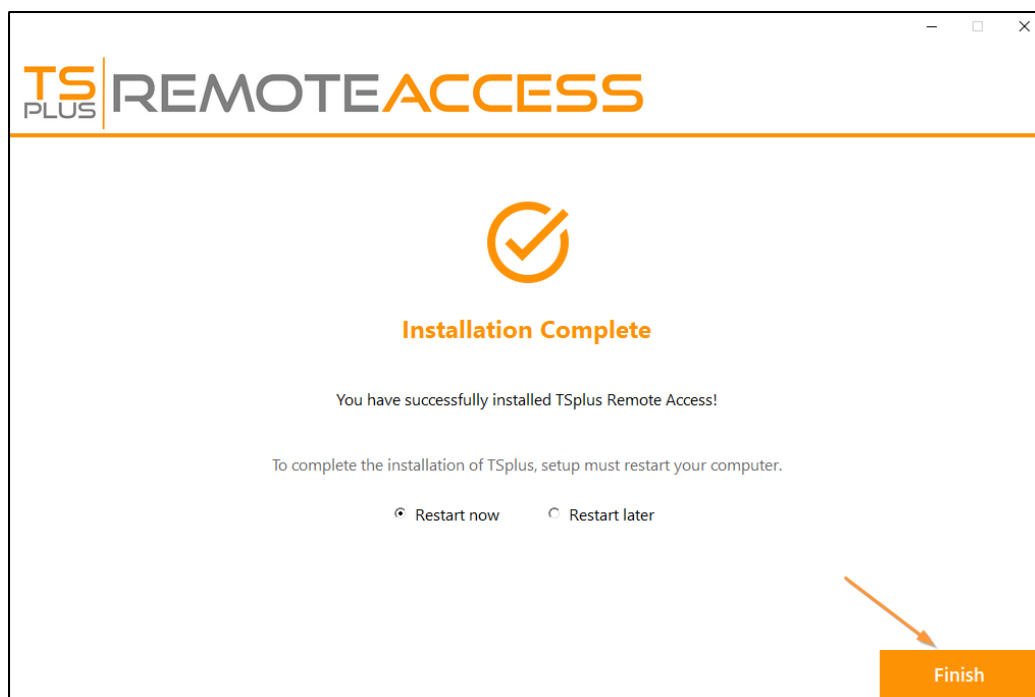 TS PLUS REMOTEACCESS
Installation Complete
You have successfully installed TSplus Remote Access!
To complete the installation of TSplus, setup must restart your computer.
Restart now Restart later
Finish